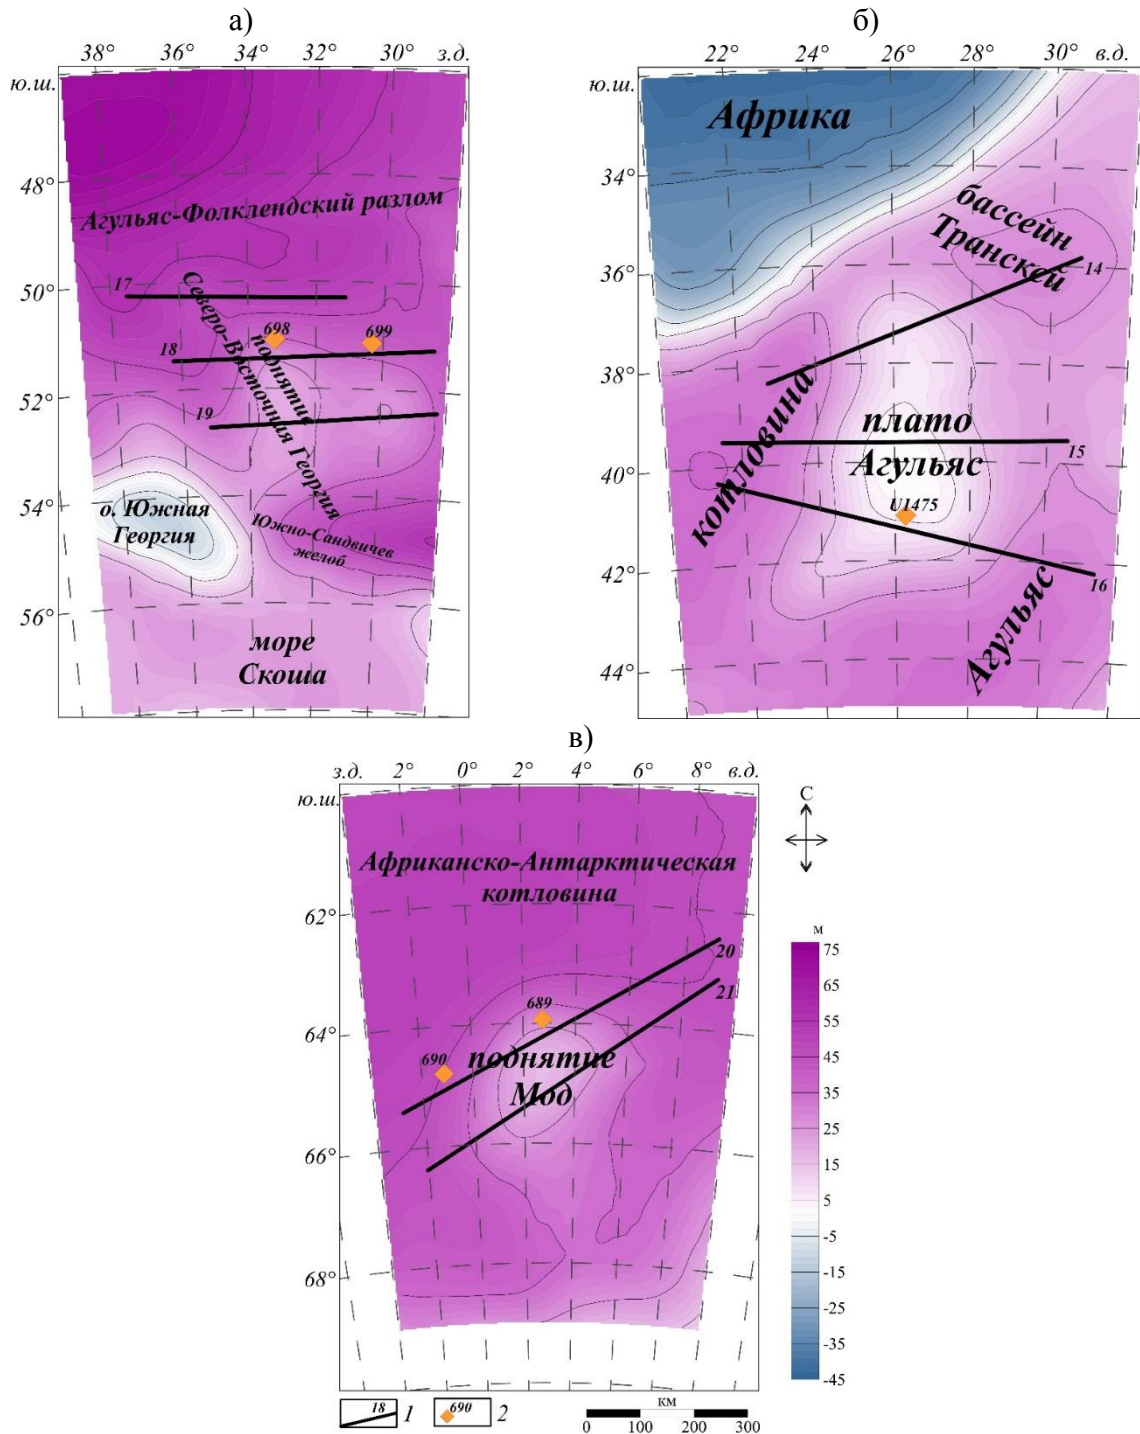 а)
38° 36° 34° 32° 30° з.д.
ю.ш.
48°
Агульяс-Фолклендский разлом
50°
17
Северо-Восточная Георгия
поднятие
698
699
18
52°
19
54°
о. Южная
Георгия
Южно-Сандвичев
желоб
56°
море
Скоша
б)
22° 24° 26° 28° 30° в.д.
ю.ш.
Африка
34°
бассейн
Транскей
36°
14
38°
котловина
плато
Агульяс
15
40°
U1475
42°
16
Агульяс
44°
в)
з.д. 2° 0° 2° 4° 6° 8° в.д.
ю.ш.
Африканско-Антарктическая
котловина
62°
20
21
689
64°
690
поднятие
Мод
66°
68°
С
м
75
65
55
45
35
25
15
5
-5
-15
-25
-35
-45
18 1
690 2
км
0 100 200 300